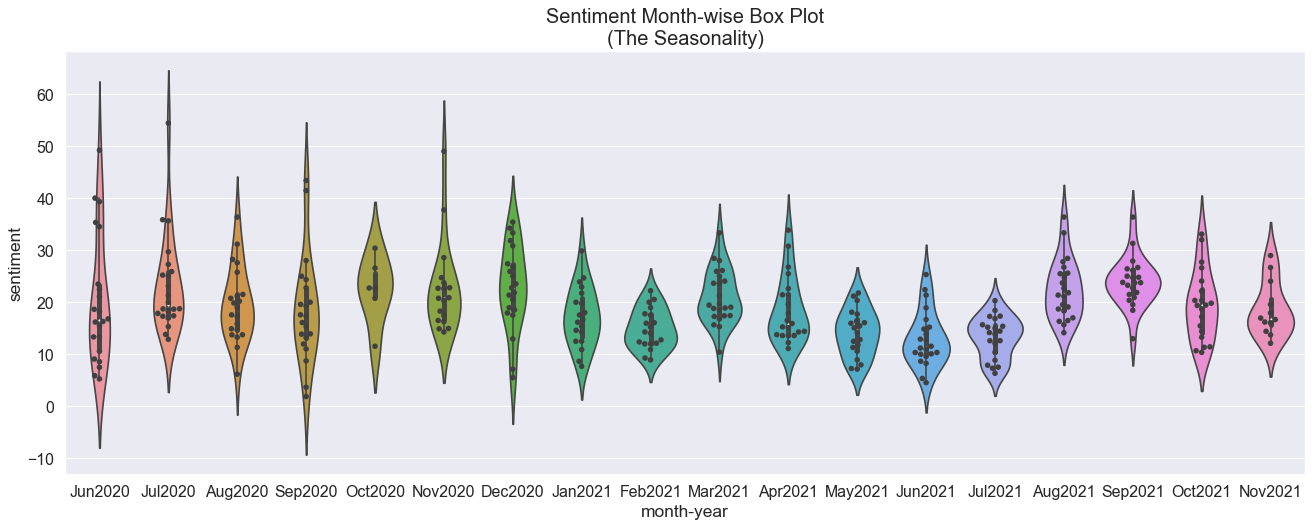 Sentiment Month-wise Box Plot
(The Seasonality)
sentiment
60
50
40
30
20
10
0
−10
Jun2020 Jul2020 Aug2020 Sep2020 Oct2020 Nov2020 Dec2020 Jan2021 Feb2021 Mar2021 Apr2021 May2021 Jun2021 Jul2021 Aug2021 Sep2021 Oct2021 Nov2021
month-year